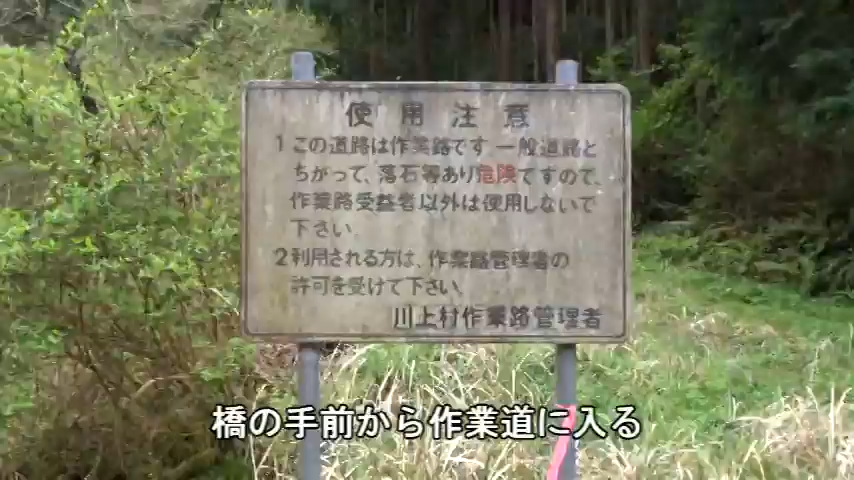 使用注意
1 この道路は作業路です。一般道路と
ちがって、落石等あり危険ですので、
作業路受益者以外は使用しないで
下さい。
2 利用される方は、作業路管理者の
許可を受けて下さい。
川上村作業路管理者
橋の手前から作業道に入る